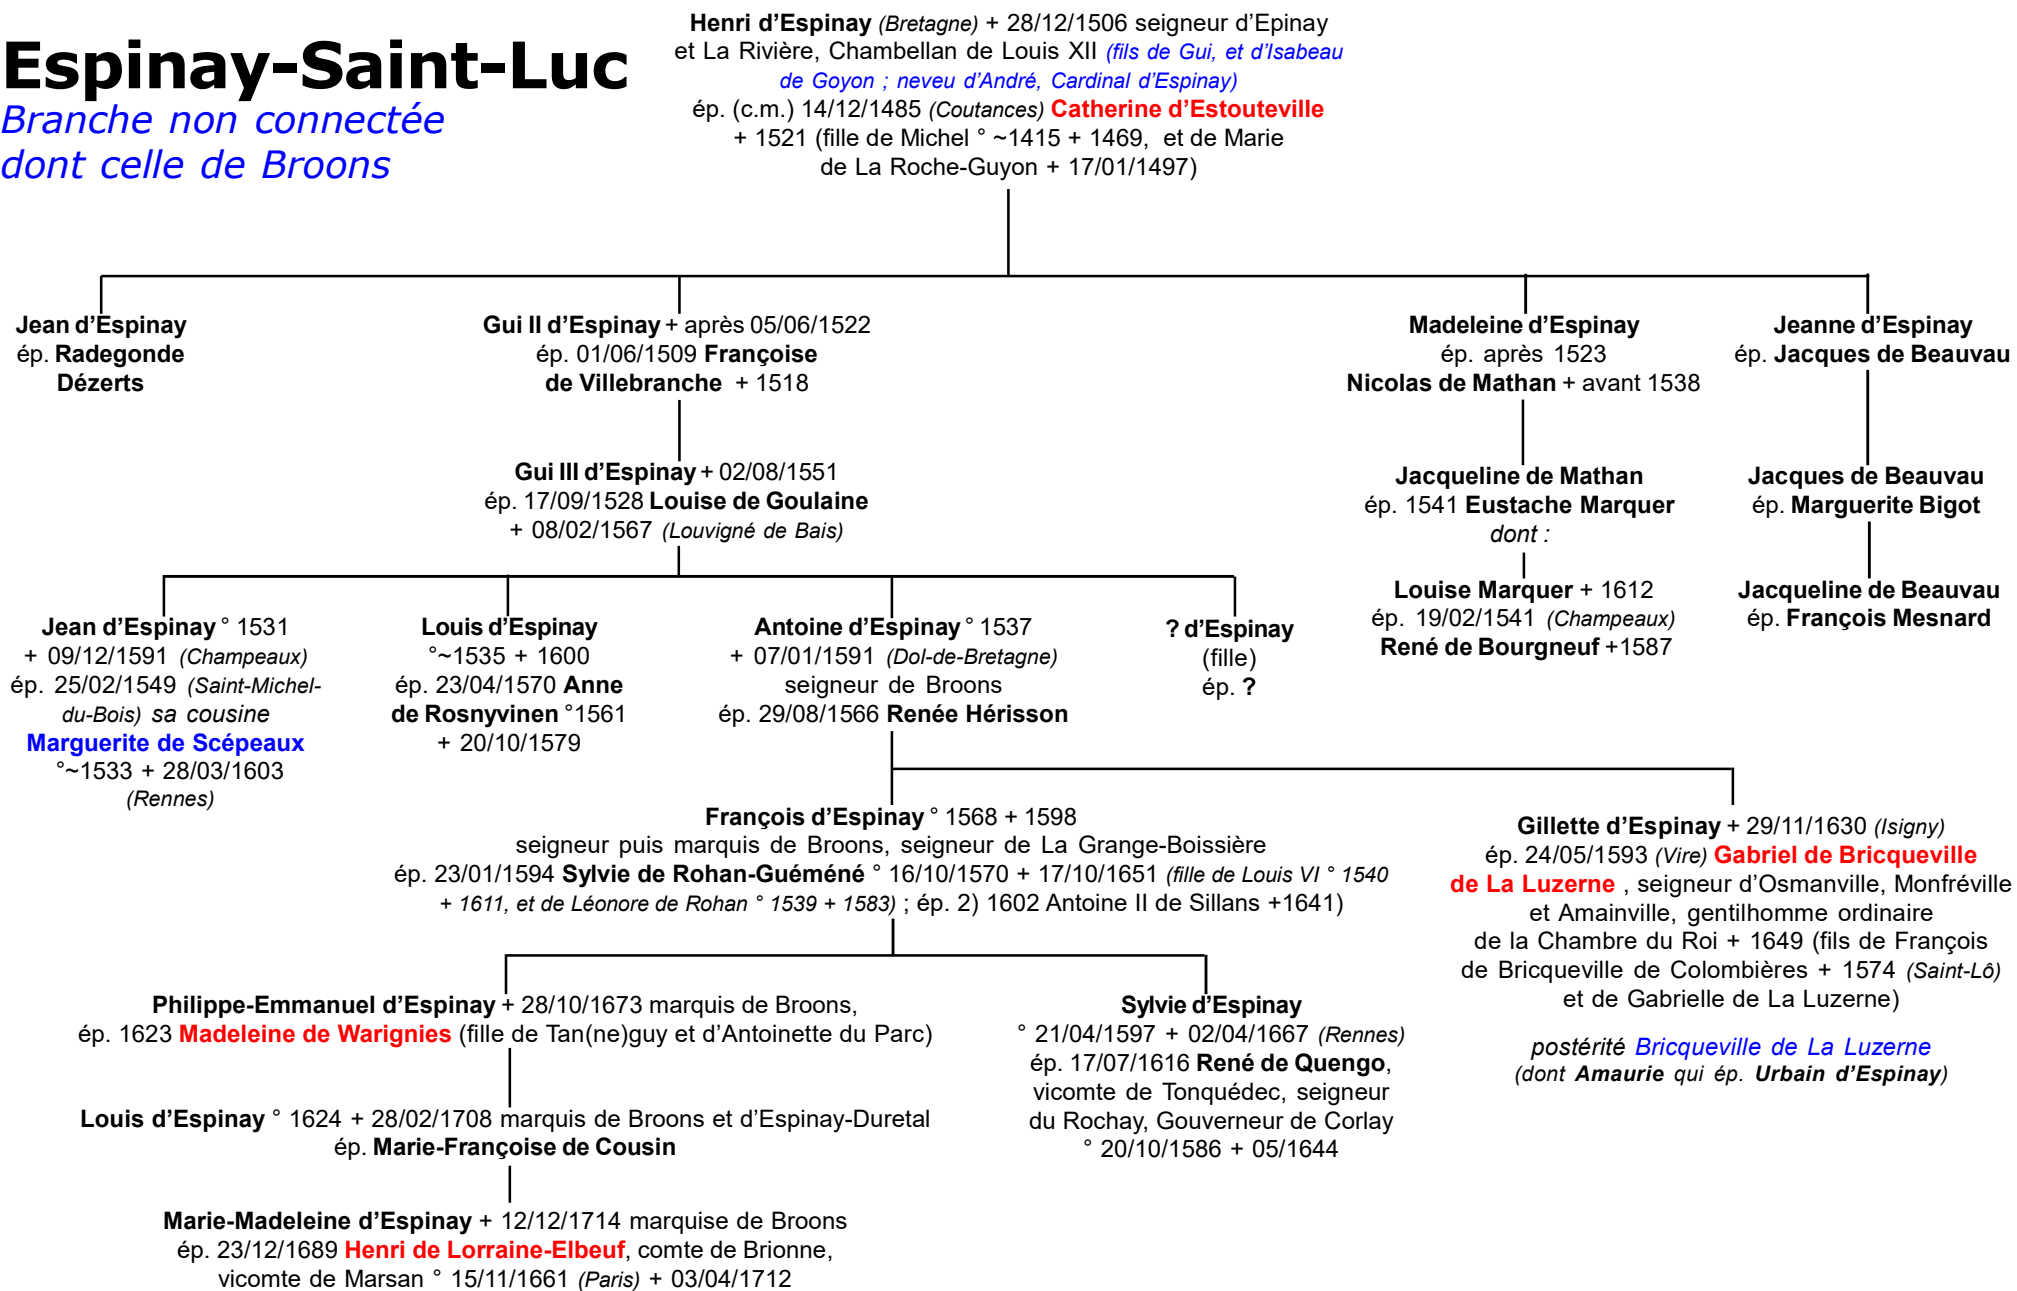 Espinay-Saint-Luc
Branche non connectée
dont celle de Broons
Henri d’Espinay (Bretagne) + 28/12/1506 seigneur d’Epinay
et La Rivière, Chambellan de Louis XII (fils de Gui, et d’Isabeau
de Goyon ; neveu d’André, Cardinal d’Espinay)
ép. (c.m.) 14/12/1485 (Coutances) Catherine d’Estouteville
+ 1521 (fille de Michel ° ~1415 + 1469, et de Marie
de La Roche-Guyon + 17/01/1497)
Jean d’Espinay
ép. Radegonde
Dézerts
Gui II d’Espinay + après 05/06/1522
ép. 01/06/1509 Françoise
de Villebranche + 1518
Madeleine d’Espinay
ép. après 1523
Nicolas de Mathan + avant 1538
Jeanne d’Espinay
ép. Jacques de Beauvau
Gui III d’Espinay + 02/08/1551
ép. 17/09/1528 Louise de Goulaine
+ 08/02/1567 (Louvigné de Bais)
Jacqueline de Mathan
ép. 1541 Eustache Marquer
dont :
Jacques de Beauvau
ép. Marguerite Bigot
Louise Marquer + 1612
ép. 19/02/1541 (Champeaux)
René de Bourgneuf +1587
Jacqueline de Beauvau
ép. François Mesnard
Jean d’Espinay ° 1531
+ 09/12/1591 (Champeaux)
ép. 25/02/1549 (Saint-Michel-
du-Bois) sa cousine
Marguerite de Scépeaux
°~1533 + 28/03/1603
(Rennes)
Louis d’Espinay
°~1535 + 1600
ép. 23/04/1570 Anne
de Rosnyvinen °1561
+ 20/10/1579
Antoine d’Espinay ° 1537
+ 07/01/1591 (Dol-de-Bretagne)
seigneur de Broons
ép. 29/08/1566 Renée Hérisson
? d’Espinay
(fille)
ép. ?
François d’Espinay ° 1568 + 1598
seigneur puis marquis de Broons, seigneur de La Grange-Boissière
ép. 23/01/1594 Sylvie de Rohan-Guéméné ° 16/10/1570 + 17/10/1651 (fille de Louis VI ° 1540
+ 1611, et de Léonore de Rohan ° 1539 + 1583) ; ép. 2) 1602 Antoine II de Sillans +1641)
Gillette d’Espinay + 29/11/1630 (Isigny)
ép. 24/05/1593 (Vire) Gabriel de Bricqueville
de La Luzerne , seigneur d’Osmanville, Monfréville
et Amainville, gentilhomme ordinaire
de la Chambre du Roi + 1649 (fils de François
de Bricqueville de Colombières + 1574 (Saint-Lô)
et de Gabrielle de La Luzerne)
postérité Bricqueville de La Luzerne
(dont Amaurie qui ép. Urbain d’Espinay)
Philippe-Emmanuel d’Espinay + 28/10/1673 marquis de Broons,
ép. 1623 Madeleine de Warignies (fille de Tan(ne)guy et d’Antoinette du Parc)
Sylvie d’Espinay
° 21/04/1597 + 02/04/1667 (Rennes)
ép. 17/07/1616 René de Quengo,
vicomte de Tonquédec, seigneur
du Rochay, Gouverneur de Corlay
° 20/10/1586 + 05/1644
Louis d’Espinay ° 1624 + 28/02/1708 marquis de Broons et d’Espinay-Duretal
ép. Marie-Françoise de Cousin
Marie-Madeleine d’Espinay + 12/12/1714 marquise de Broons
ép. 23/12/1689 Henri de Lorraine-Elbeuf, comte de Brionne,
vicomte de Marsan ° 15/11/1661 (Paris) + 03/04/1712